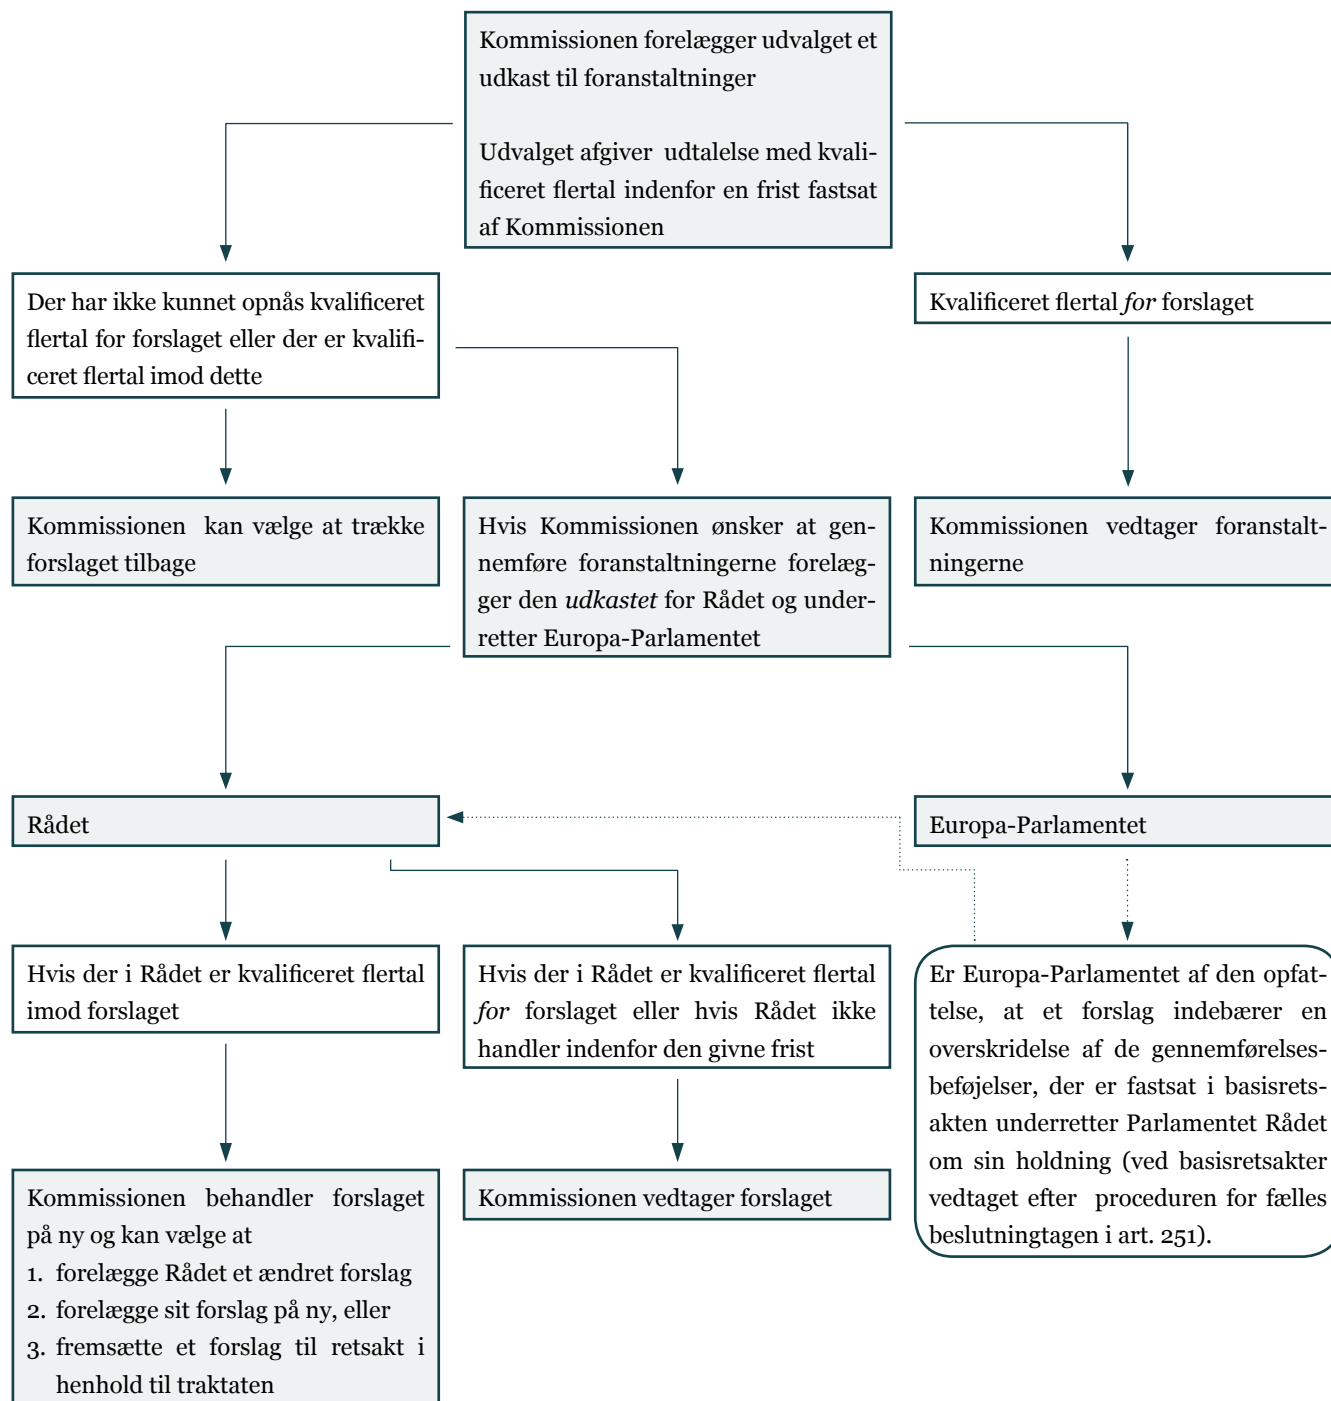 Kommissionen forelægger udvalget et
udkast til foranstaltninger
Udvalget afgiver udtalelse med kvali-
ficeret flertal indenfor en frist fastsat
af Kommissionen
Der har ikke kunnet opnås kvalificeret
flertal for forslaget eller der er kvalifi-
ceret flertal imod dette
Kvalificeret flertal for forslaget
Kommissionen kan vælge at trække
forslaget tilbage
Hvis Kommissionen ønsker at gen-
nemføre foranstaltningerne forelæg-
ger den udkastet for Rådet og under-
retter Europa-Parlamentet
Kommissionen vedtager foranstalt-
ningerne
Rådet
Europa-Parlamentet
Hvis der i Rådet er kvalificeret flertal
imod forslaget
Hvis der i Rådet er kvalificeret flertal
for forslaget eller hvis Rådet ikke
handler indenfor den givne frist
Er Europa-Parlamentet af den opfat-
telse, at et forslag indebærer en
overskridelse af de gennemførelses-
beføjelser, der er fastsat i basisrets-
akten underretter Parlamentet Rådet
om sin holdning (ved basisretsakter
vedtaget efter proceduren for fælles
beslutningtagen i art. 251).
Kommissionen behandler forslaget
på ny og kan vælge at
1. forelægge Rådet et ændret forslag
2. forelægge sit forslag på ny, eller
3. fremsætte et forslag til retsakt i
henhold til traktaten
Kommissionen vedtager forslaget